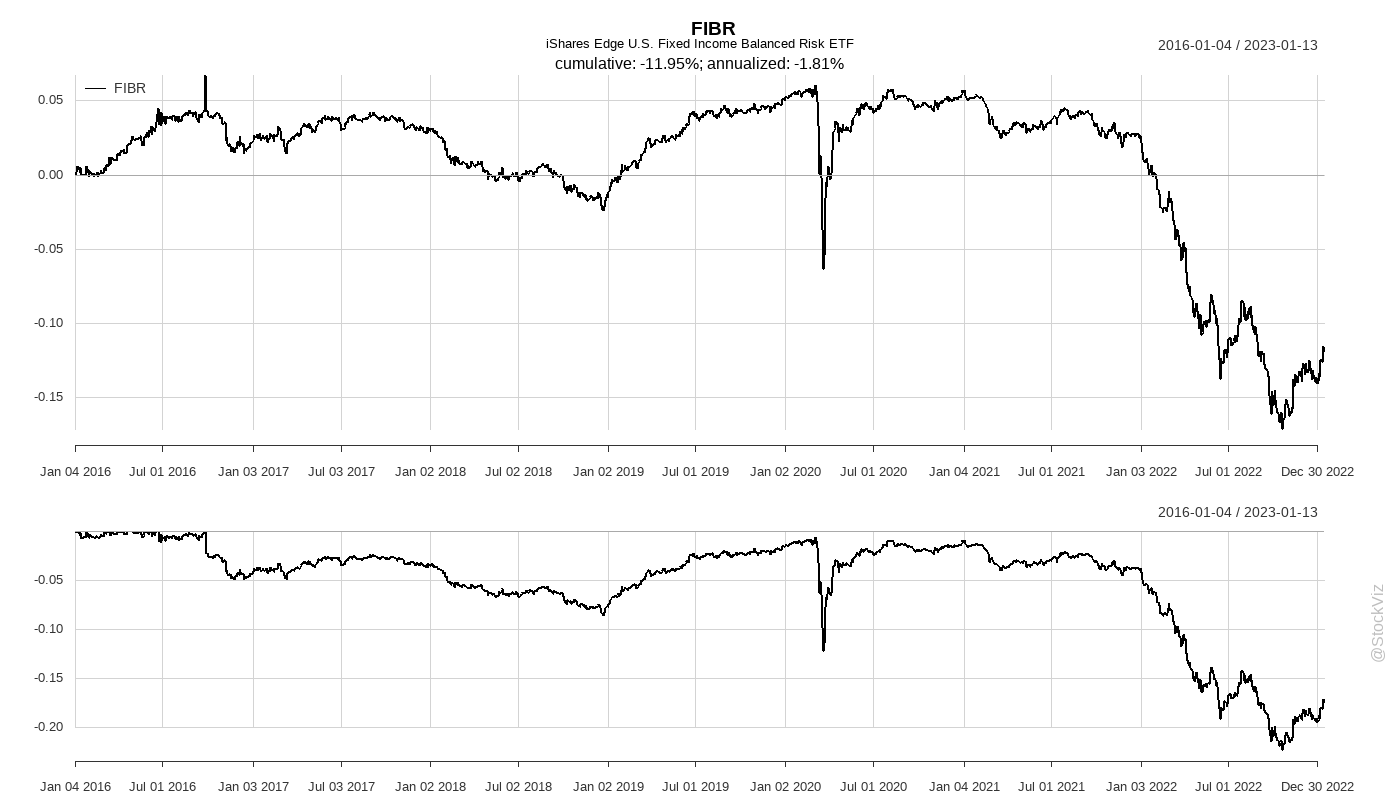 FIBR
iShares Edge U.S. Fixed Income Balanced Risk ETF
cumulative: -11.95%; annualized: -1.81%
2016-01-04 / 2023-01-13
FIBR
0.05
0.00
-0.05
-0.10
-0.15
Jan 04 2016 Jul 01 2016 Jan 03 2017 Jul 03 2017 Jan 02 2018 Jul 02 2018 Jan 02 2019 Jul 01 2019 Jan 02 2020 Jul 01 2020 Jan 04 2021 Jul 01 2021 Jan 03 2022 Jul 01 2022 Dec 30 2022
2016-01-04 / 2023-01-13
-0.05
-0.10
-0.15
-0.20
Jan 04 2016 Jul 01 2016 Jan 03 2017 Jul 03 2017 Jan 02 2018 Jul 02 2018 Jan 02 2019 Jul 01 2019 Jan 02 2020 Jul 01 2020 Jan 04 2021 Jul 01 2021 Jan 03 2022 Jul 01 2022 Dec 30 2022
@StockViz